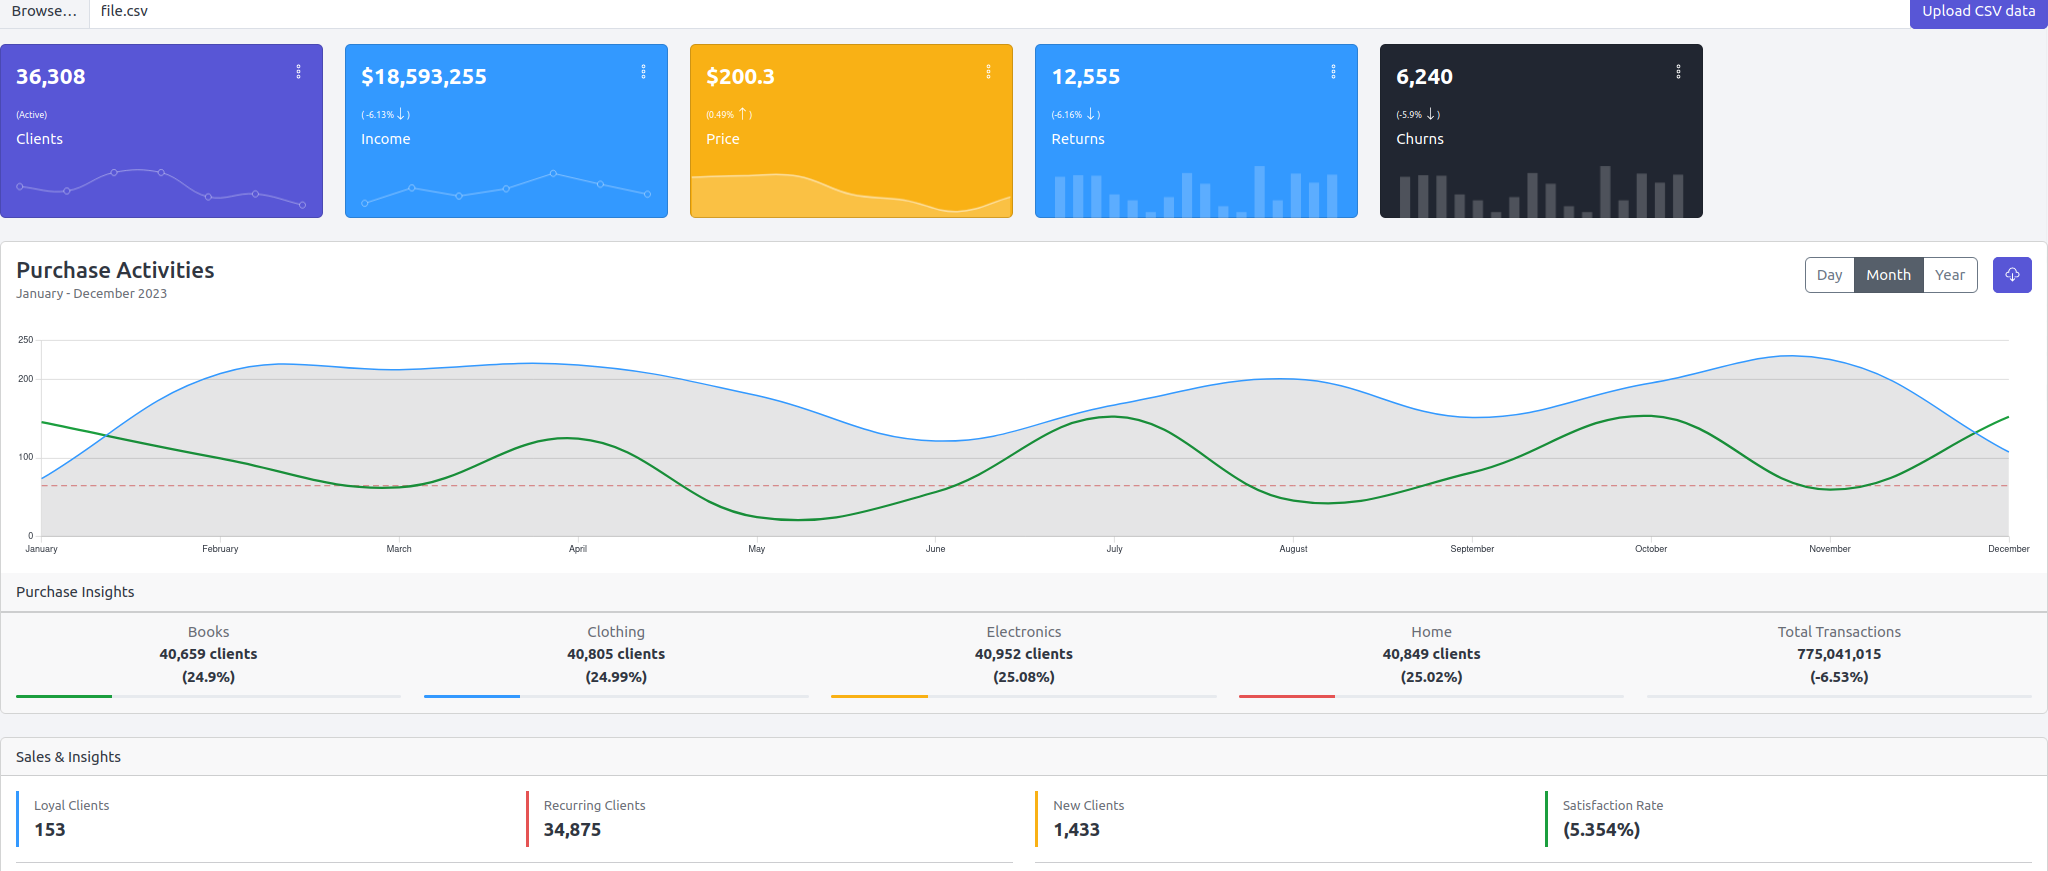 Browse... file.csv Upload CSV data
36,308
(Active)
Clients
$18,593,255
(-6.13% ↓)
Income
$200.3
(0.49% ↑)
Price
12,555
(-6.16% ↓)
Returns
6,240
(-5.9% ↓)
Churns
Purchase Activities
January - December 2023
Day Month Year
250
200
100
0
January February March April May June July August September October November December
Purchase Insights
Books
40,659 clients
(24.9%)
Clothing
40,805 clients
(24.99%)
Electronics
40,952 clients
(25.08%)
Home
40,849 clients
(25.02%)
Total Transactions
775,041,015
(-6.53%)
Sales & Insights
Loyal Clients
153
Recurring Clients
34,875
New Clients
1,433
Satisfaction Rate
(5.354%)